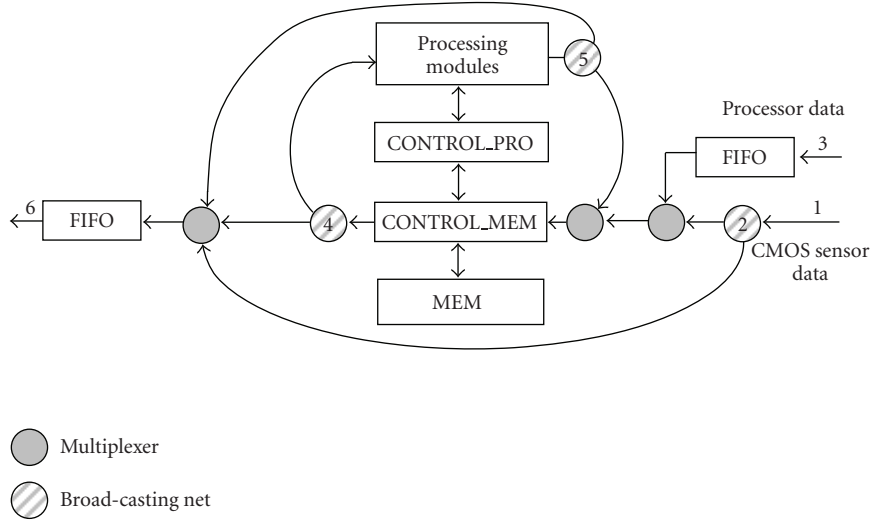 Processing
modules
5
Processor data
CONTROL_PRO
FIFO
3
6
FIFO
4
CONTROL_MEM
2
1
CMOS sensor
data
MEM
Multiplexer
Broad-casting net